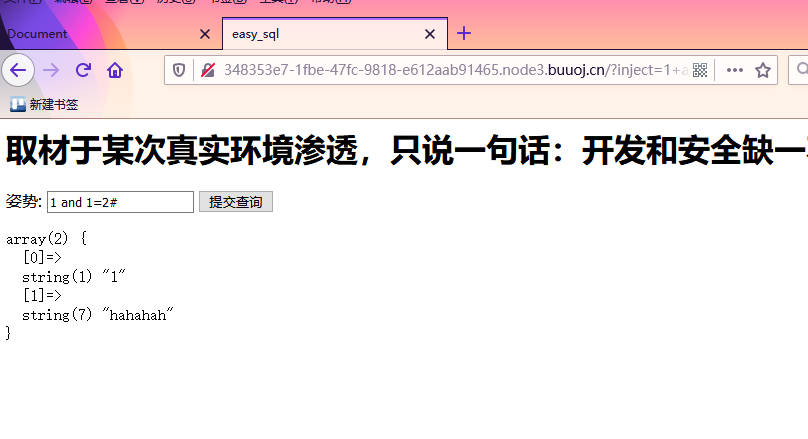 Document
easy_sql
348353e7-1fbe-47fc-9818-e612aab91465.node3.buuoj.cn/?inject=1+a
新建书签
取材于某次真实环境渗透，只说一句话：开发和安全缺一
姿势: 1 and 1=2# 提交查询
array(2) {
[0]=>
string(1) "1"
[1]=>
string(7) "hahahah"
}